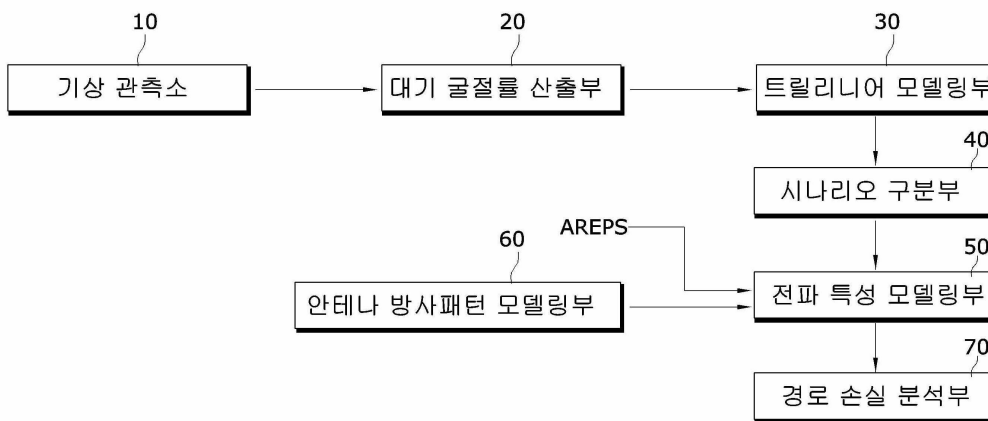 10
20
30
기상 관측소
대기 굴절률 산출부
트릴리니어 모델링부
40
시나리오 구분부
AREPS
60
50
안테나 방사패턴 모델링부
전파 특성 모델링부
70
경로 손실 분석부